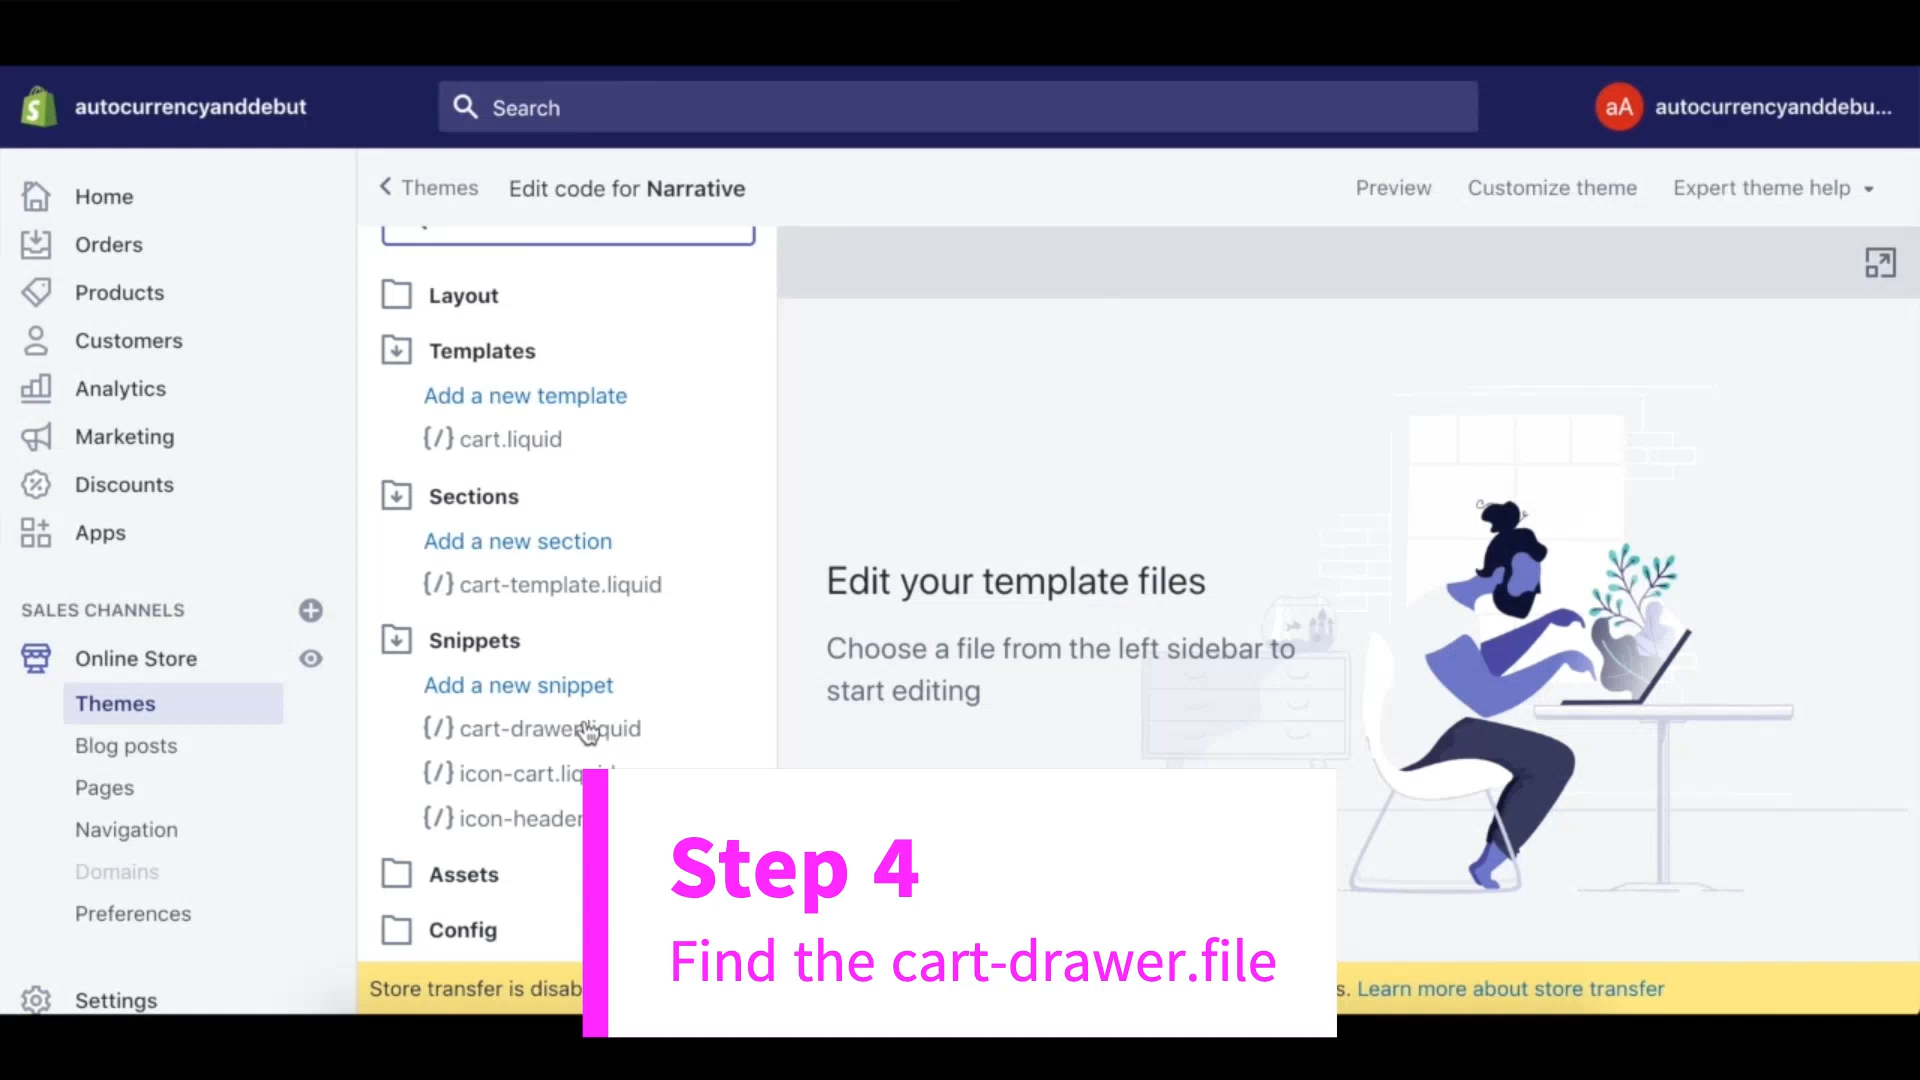 autocurrencyanddebut
Search
aA
autocurrencyanddebu...
Home
Orders
Products
Customers
Analytics
Marketing
Discounts
Apps
SALES CHANNELS
Online Store
Themes
Blog posts
Pages
Navigation
Domains
Preferences
Settings
Themes
Edit code for Narrative
Preview
Customize theme
Expert theme help
Layout
Templates
Add a new template
{/} cart.liquid
Sections
Add a new section
{/} cart-template.liquid
Snippets
Add a new snippet
{/}
{/}
{/}
Assets
Config
Edit your template files
Choose a file from the left sidebar to
start editing
Store transfer is
Learn more about store transfer
Step 4
Find the cart-drawer.file